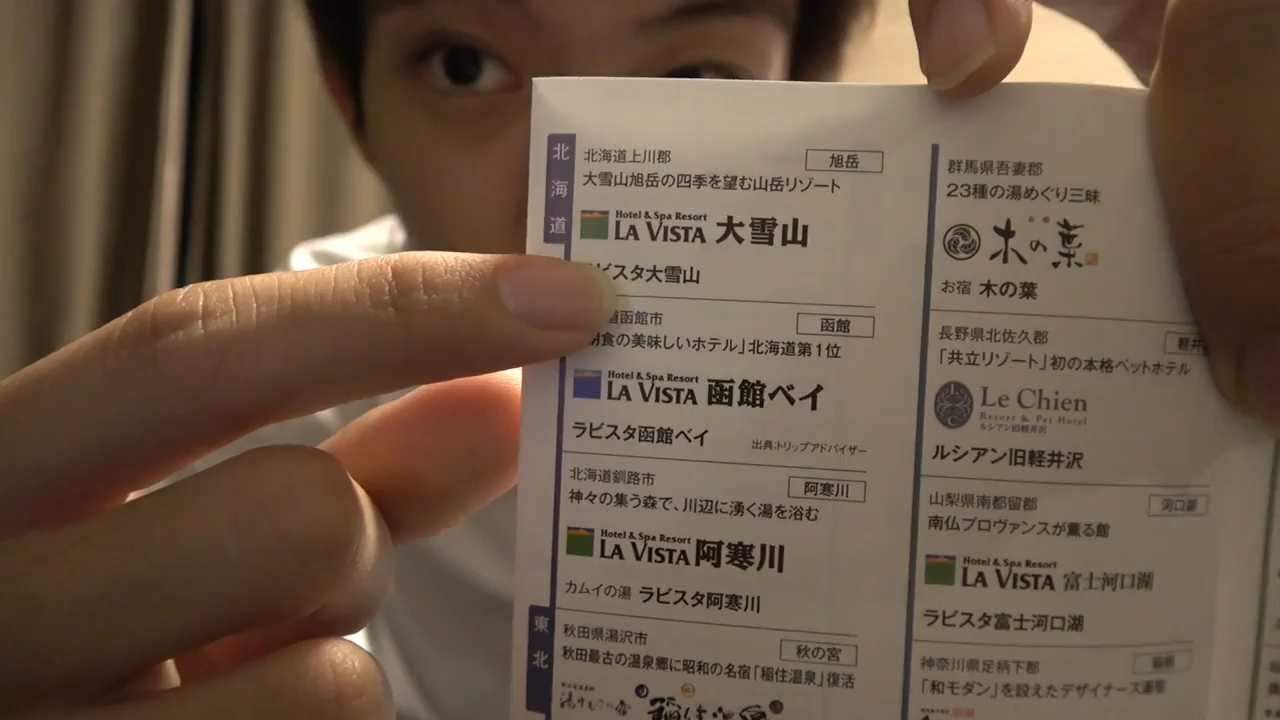 北海道
北海道上川郡
旭岳
大雪山旭岳の四季を望む山岳リゾート
Hotel & Spa Resort
LA VISTA 大雪山
ビスタ大雪山
函館市
函館
食の美味しいホテル」北海道第1位
Hotel & Spa Resort
LA VISTA 函館ベイ
ラビスタ函館ベイ
出典:トリップアドバイザー
北海道釧路市
阿寒川
神々の集う森で、川辺に湧く湯を浴む
Hotel & Spa Resort
LA VISTA 阿寒川
カムイの湯 ラビスタ阿寒川
東北
秋田県湯沢市
秋の宮
秋田最古の温泉郷に昭和の名宿「稲住温泉」復活
群馬県吾妻郡
23種の湯めぐり三昧
お宿
木の葉
お宿 木の葉
長野県北佐久郡
軽井
「共立リゾート」初の本格ペットホテル
Le Chien
Resort & Pet Hotel
ルシアン旧軽井沢
ルシアン旧軽井沢
山梨県南都留郡
河口湖
南仏プロヴァンスが薫る館
Hotel & Spa Resort
LA VISTA 富士河口湖
ラビスタ富士河口湖
神奈川県足柄下郡
箱根
「和モダン」を設えたデザイナーズ